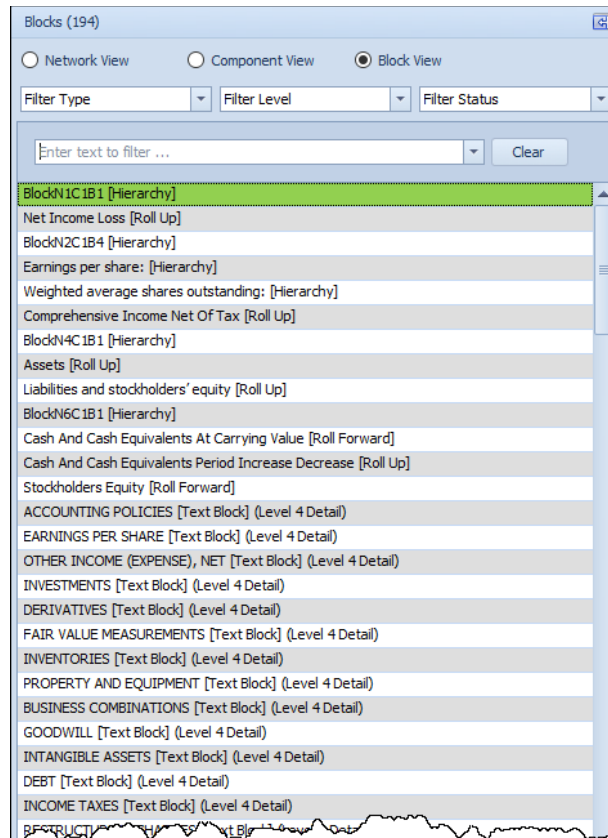 Blocks (194)
Network View Component View Block View
Filter Type Filter Level Filter Status
Enter text to filter ... Clear
BlockN1C1B1 [Hierarchy]
Net Income Loss [Roll Up]
BlockN2C1B4 [Hierarchy]
Earnings per share: [Hierarchy]
Weighted average shares outstanding: [Hierarchy]
Comprehensive Income Net Of Tax [Roll Up]
BlockN4C1B1 [Hierarchy]
Assets [Roll Up]
Liabilities and stockholders’ equity [Roll Up]
BlockN6C1B1 [Hierarchy]
Cash And Cash Equivalents At Carrying Value [Roll Forward]
Cash And Cash Equivalents Period Increase Decrease [Roll Up]
Stockholders Equity [Roll Forward]
ACCOUNTING POLICIES [Text Block] (Level 4 Detail)
EARNINGS PER SHARE [Text Block] (Level 4 Detail)
OTHER INCOME (EXPENSE), NET [Text Block] (Level 4 Detail)
INVESTMENTS [Text Block] (Level 4 Detail)
DERIVATIVES [Text Block] (Level 4 Detail)
FAIR VALUE MEASUREMENTS [Text Block] (Level 4 Detail)
INVENTORIES [Text Block] (Level 4 Detail)
PROPERTY AND EQUIPMENT [Text Block] (Level 4 Detail)
BUSINESS COMBINATIONS [Text Block] (Level 4 Detail)
GOODWILL [Text Block] (Level 4 Detail)
INTANGIBLE ASSETS [Text Block] (Level 4 Detail)
DEBT [Text Block] (Level 4 Detail)
INCOME TAXES [Text Block] (Level 4 Detail)